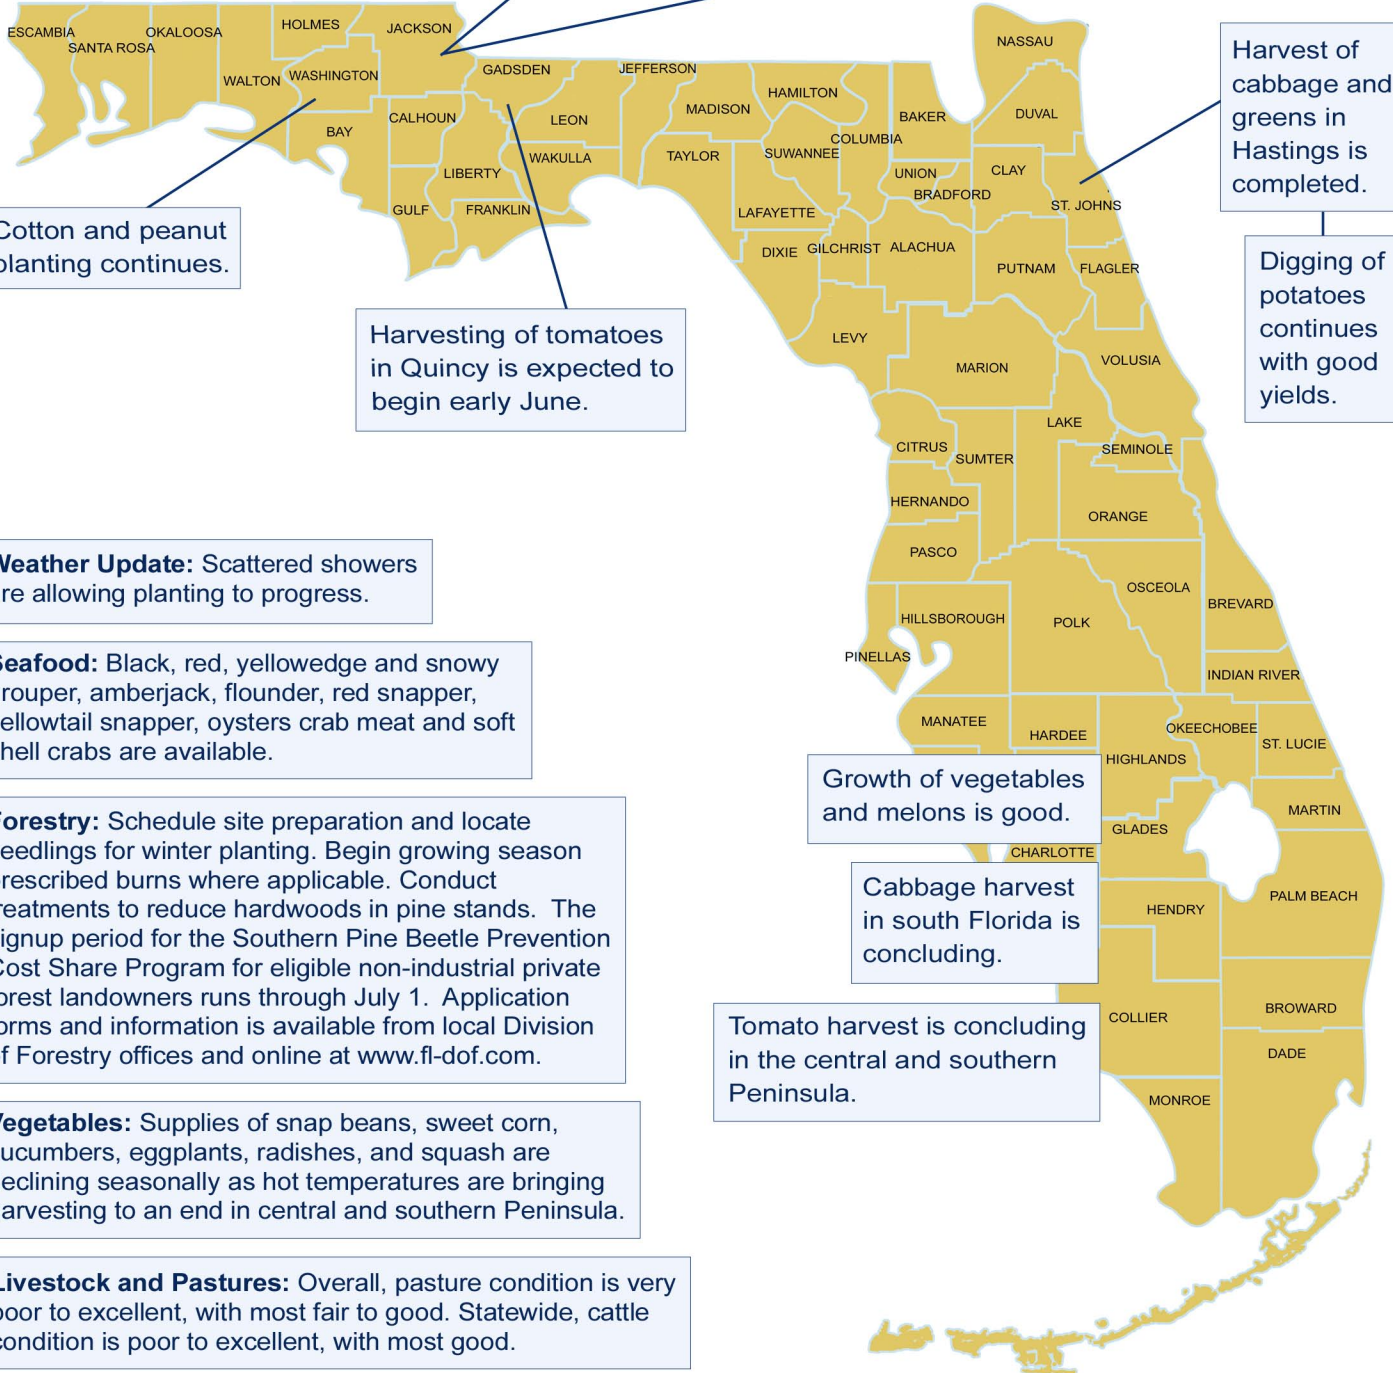 ESCAMBIA
SANTA ROSA
OKALOOSA
HOLMES
JACKSON
WALTON
WASHINGTON
BAY
CALHOUN
GULF
LIBERTY
GADSDEN
LEON
WAKULLA
FRANKLIN
JEFFERSON
MADISON
TAYLOR
HAMILTON
SUWANNEE
LAFAYETTE
DIXIE
COLUMBIA
GILCHRIST
BAKER
UNION
BRADFORD
ALACHUA
NASSAU
DUVAL
CLAY
ST. JOHNS
PUTNAM
FLAGLER
LEVY
MARION
VOLUSIA
CITRUS
SUMTER
LAKE
SEMINOLE
HERNANDO
ORANGE
PASCO
OSCEOLA
BREVARD
HILLSBOROUGH
POLK
PINELLAS
INDIAN RIVER
MANATEE
HARDEE
OKEECHOBEE
ST. LUCIE
HIGHLANDS
MARTIN
GLADES
CHARLOTTE
PALM BEACH
HENDRY
COLLIER
BROWARD
DADE
MONROE
Harvest of
cabbage and
greens in
Hastings is
completed.
Digging of
potatoes
continues
with good
yields.
Cotton and peanut
planting continues.
Harvesting of tomatoes
in Quincy is expected to
begin early June.
Weather Update: Scattered showers
re allowing planting to progress.
Seafood: Black, red, yellowedge and snowy
rouper, amberjack, flounder, red snapper,
ellowtail snapper, oysters crab meat and soft
hell crabs are available.
Forestry: Schedule site preparation and locate
eedlings for winter planting. Begin growing season
rescribed burns where applicable. Conduct
reatments to reduce hardwoods in pine stands. The
ignup period for the Southern Pine Beetle Prevention
Cost Share Program for eligible non-industrial private
orest landowners runs through July 1. Application
orms and information is available from local Division
f Forestry offices and online at www.fl-dof.com.
Vegetables: Supplies of snap beans, sweet corn,
ucumbers, eggplants, radishes, and squash are
eclining seasonally as hot temperatures are bringing
arvesting to an end in central and southern Peninsula.
Livestock and Pastures: Overall, pasture condition is very
poor to excellent, with most fair to good. Statewide, cattle
condition is poor to excellent, with most good.
Growth of vegetables
and melons is good.
Cabbage harvest
in south Florida is
concluding.
Tomato harvest is concluding
in the central and southern
Peninsula.